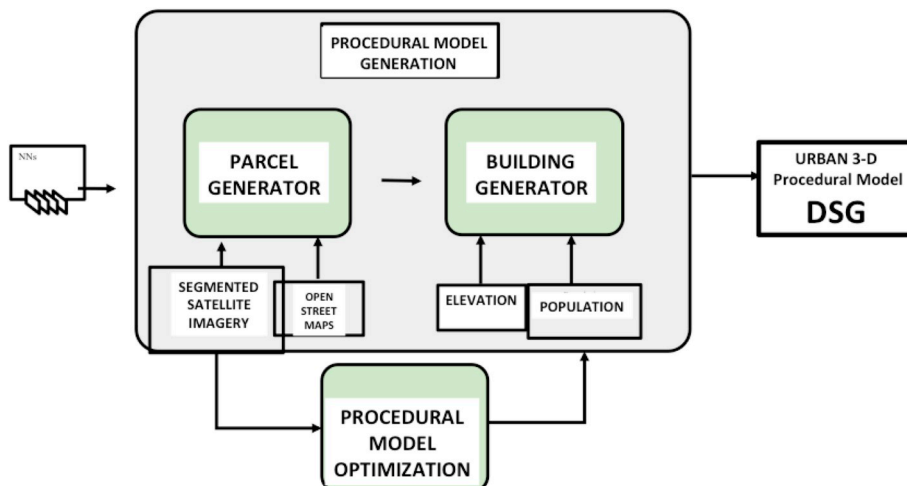 PROCEDURAL MODEL
GENERATION
NNs
PARCEL
GENERATOR
BUILDING
GENERATOR
URBAN 3-D
Procedural Model
DSG
SEGMENTED
SATELLITE
IMAGERY
OPEN
STREET
MAPS
ELEVATION
POPULATION
PROCEDURAL
MODEL
OPTIMIZATION